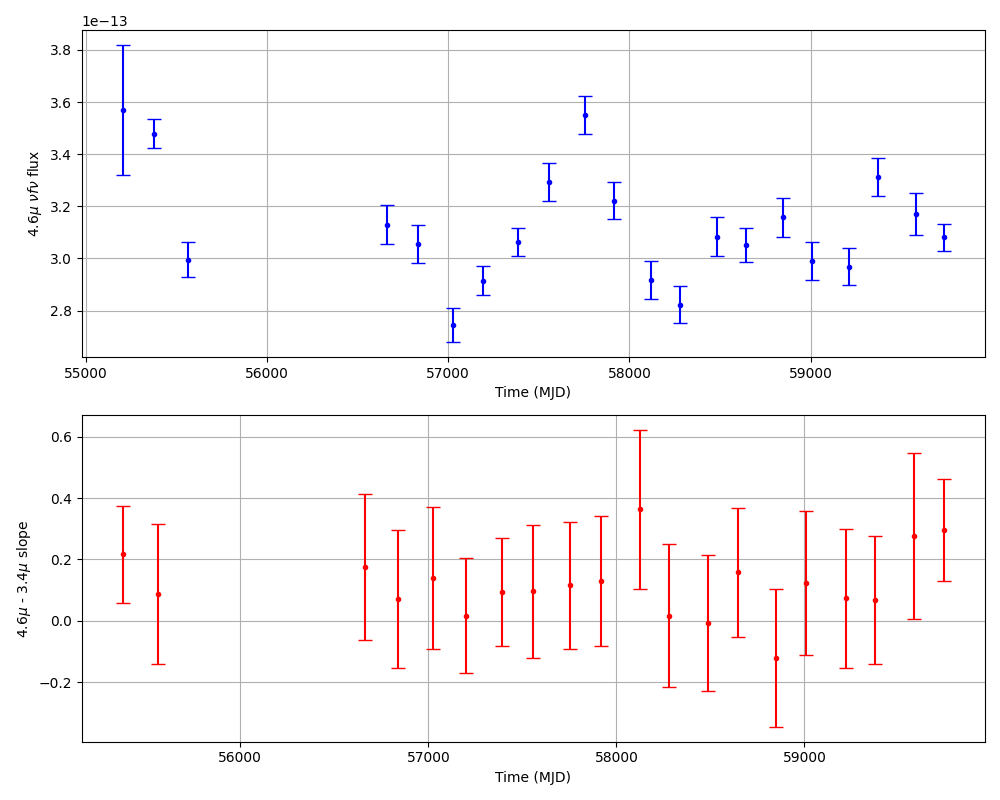 1e−13
3.8
3.6
3.4
3.2
3.0
2.8
4.6μ νfν flux
55000 56000 57000 58000 59000
Time (MJD)
0.6
0.4
0.2
0.0
−0.2
4.6μ - 3.4μ slope
56000 57000 58000 59000
Time (MJD)